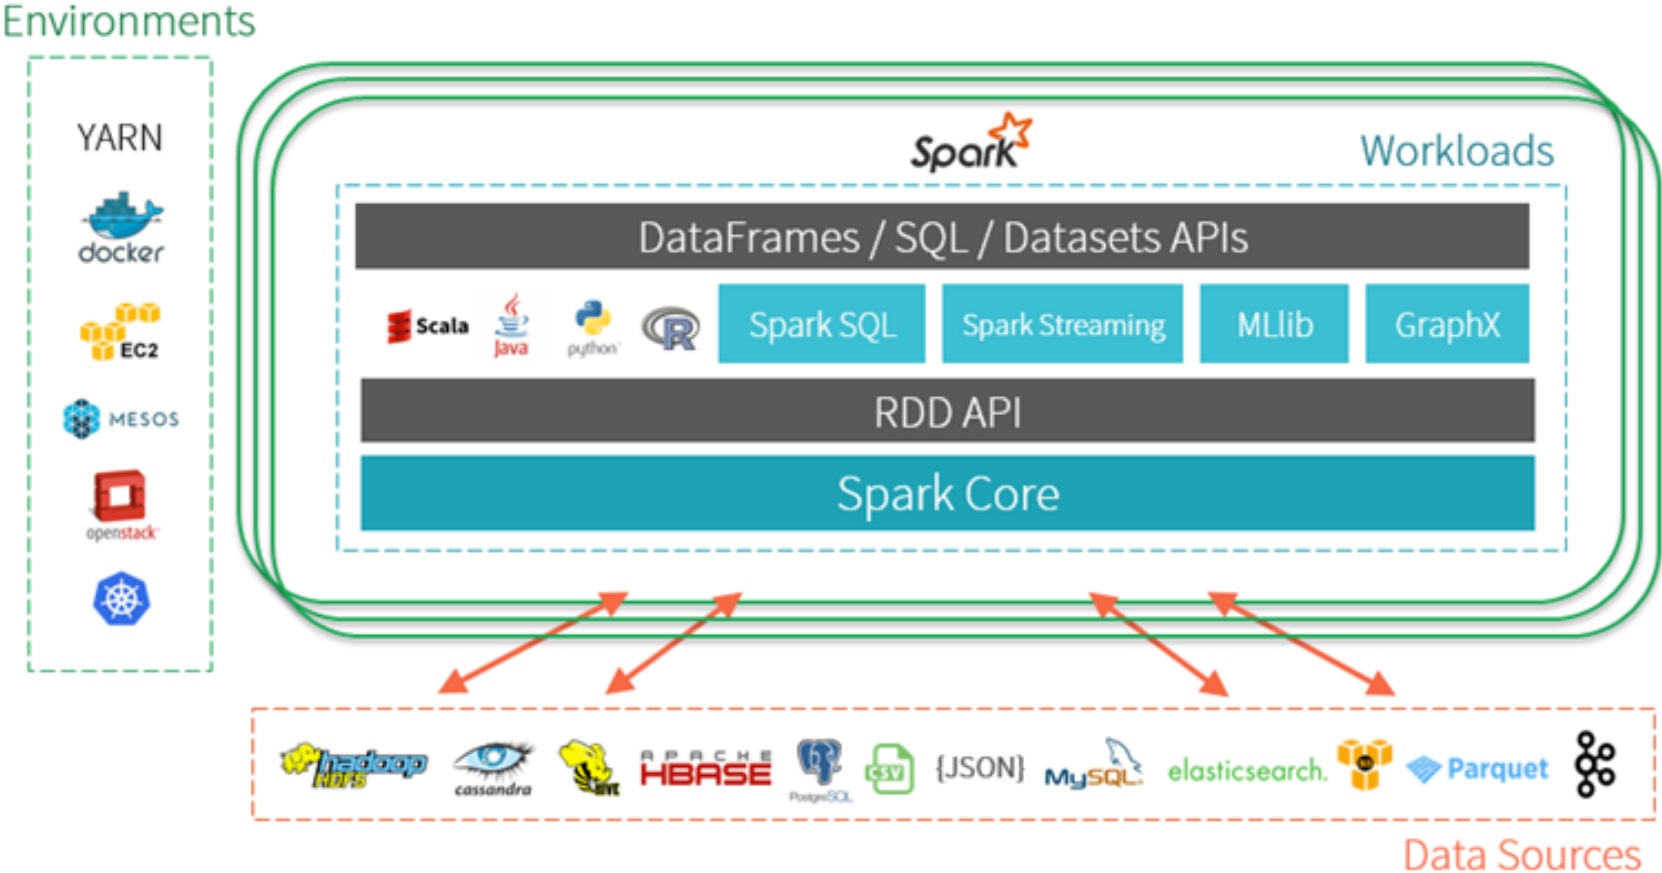 Environments
YARN
docker
EC2
MESOS
openstack
Spark
Workloads
DataFrames / SQL / Datasets APIs
Scala
Java
python
R
Spark SQL
Spark Streaming
MLlib
GraphX
RDD API
Spark Core
hadoop
HDFS
cassandra
HIVE
APACHE
HBASE
PostgreSQL
CSV
{JSON}
MySQL
elasticsearch.
Parquet
Data Sources